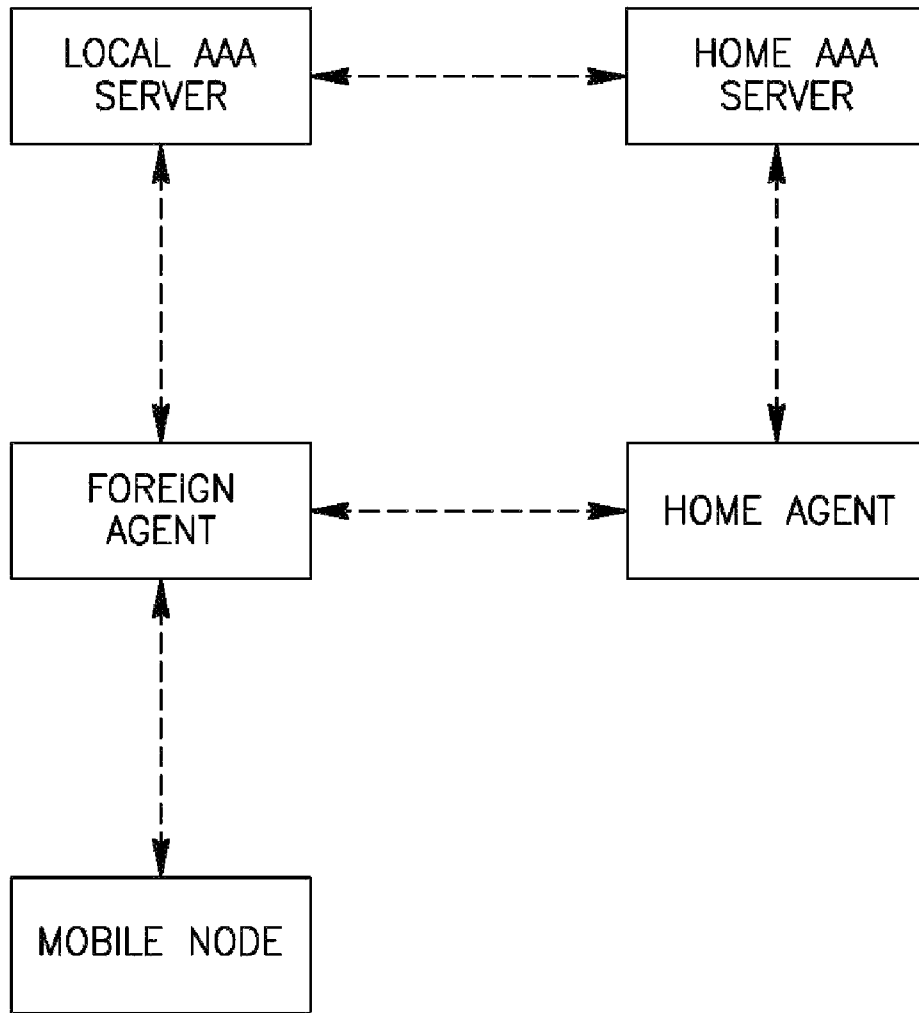 LOCAL AAA
SERVER
HOME AAA
SERVER
FOREIGN
AGENT
HOME AGENT
MOBILE NODE